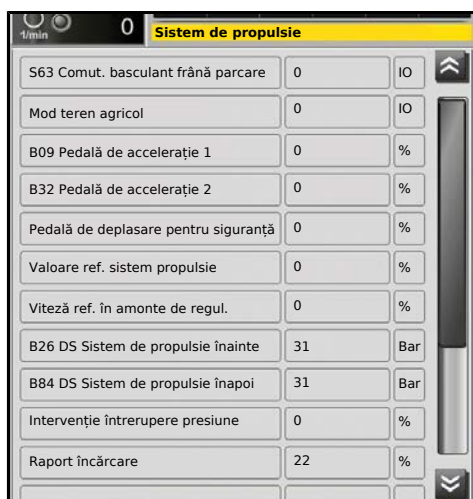 1/min 0 Sistem de propulsie
S63 Comut. basculant frână parcare 0 IO
Mod teren agricol 0 IO
B09 Pedală de accelerație 1 0 %
B32 Pedală de accelerație 2 0 %
Pedală de deplasare pentru siguranță 0 %
Valoare ref. sistem propulsie 0 %
Viteză ref. în amonte de regul. 0 %
B26 DS Sistem de propulsie înainte 31 Bar
B84 DS Sistem de propulsie înapoi 31 Bar
Intervenție întrerupere presiune 0 %
Raport încărcare 22 %